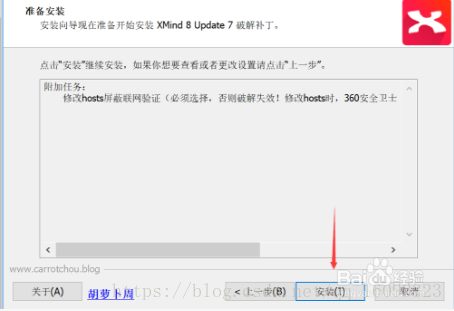 准备安装
安装向导现在准备开始安装 XMind 8 Update 7 破解补丁。
点击“安装”继续安装，如果你想要查看或者更改设置请点击“上一步”。
附加任务:
修改hosts屏蔽联网验证（必须选择，否则破解失效！修改hosts时，360安全卫士
www.carrotchou.blog
关于(A) 胡萝卜周 < 上一步(B) 安装(I) 取消
Baidu经验